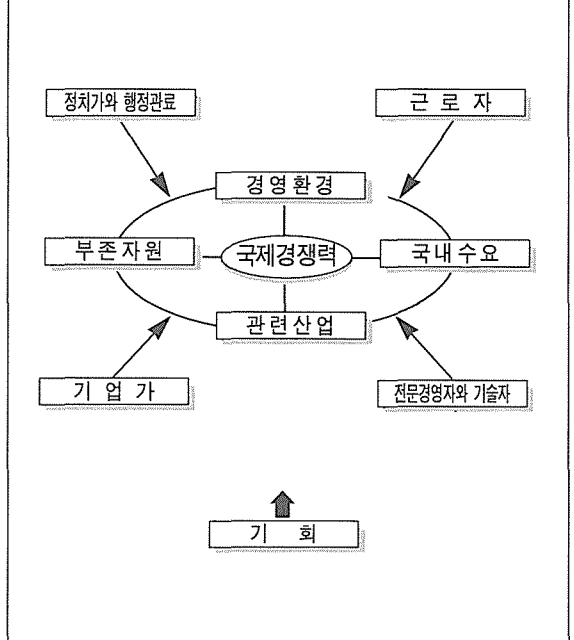 정치가와 행정관료
근 로 자
경영환경
부존자원
국제경쟁력
국내수요
관련산업
기 업 가
전문경영자와 기술자
기 회